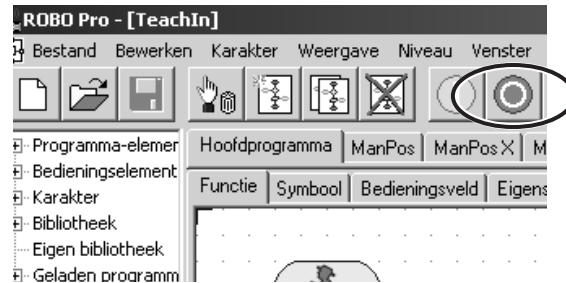 ROBO Pro - [TeachIn]
Bestand Bewerken Karakter Weergave Niveau Venster
Programma-elemer
Bedieningselement
Karakter
Bibliotheek
Eigen bibliotheek
Geladen programm
Hoofdprogramma ManPos ManPosX M
Functie Symbool Bedieningsveld Eigens